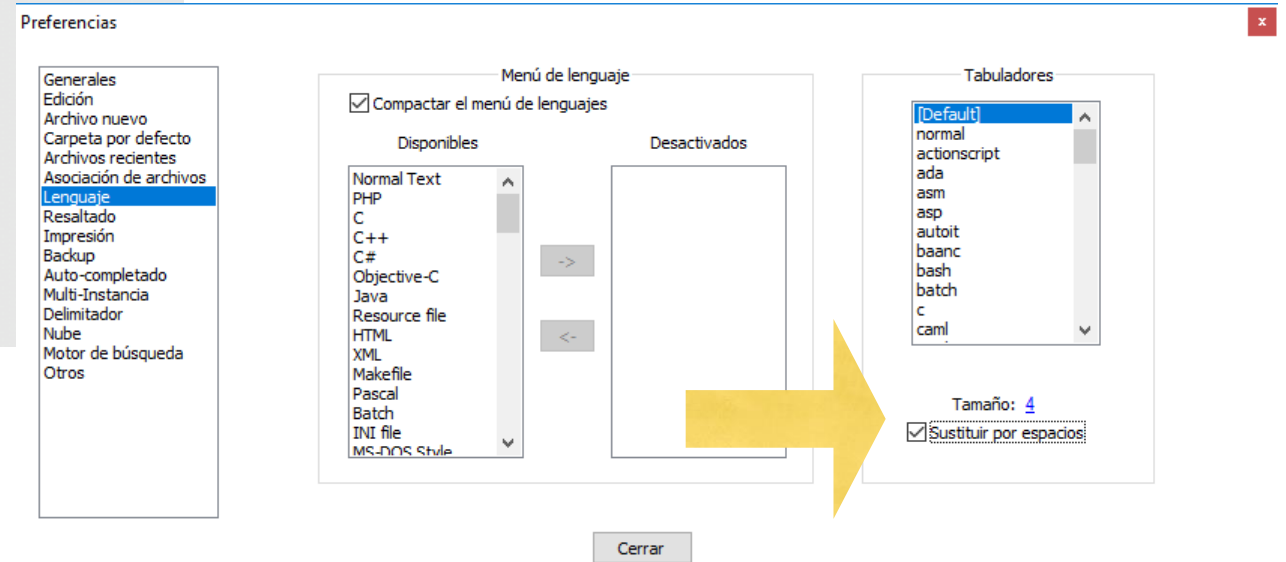 Preferencias
x
Generales
Edición
Archivo nuevo
Carpeta por defecto
Archivos recientes
Asociación de archivos
Lenguaje
Resaltado
Impresión
Backup
Auto-completado
Multi-Instancia
Delimitador
Nube
Motor de búsqueda
Otros
Menú de lenguaje
Compactar el menú de lenguajes
Disponibles
Normal Text
PHP
C
C++
C#
Objective-C
Java
Resource file
HTML
XML
Makefile
Pascal
Batch
INI file
MS-DOS Style
->
<-
Desactivados
Tabuladores
[Default]
normal
actionscript
ada
asm
asp
autoit
baanc
bash
batch
c
caml
Tamaño: 4
Sustituir por espacios
Cerrar